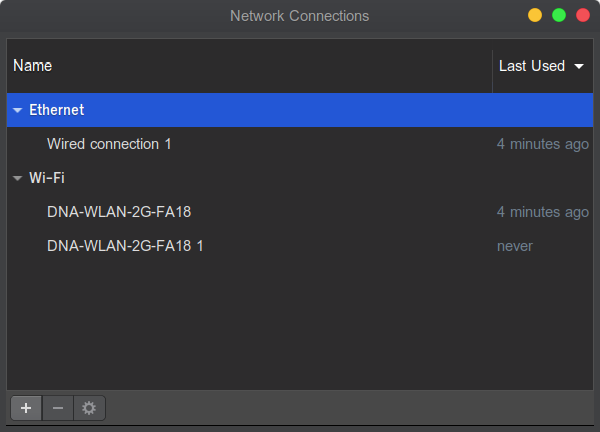 Network Connections
Name Last Used
Ethernet
Wired connection 1 4 minutes ago
Wi-Fi
DNA-WLAN-2G-FA18 4 minutes ago
DNA-WLAN-2G-FA18 1 never